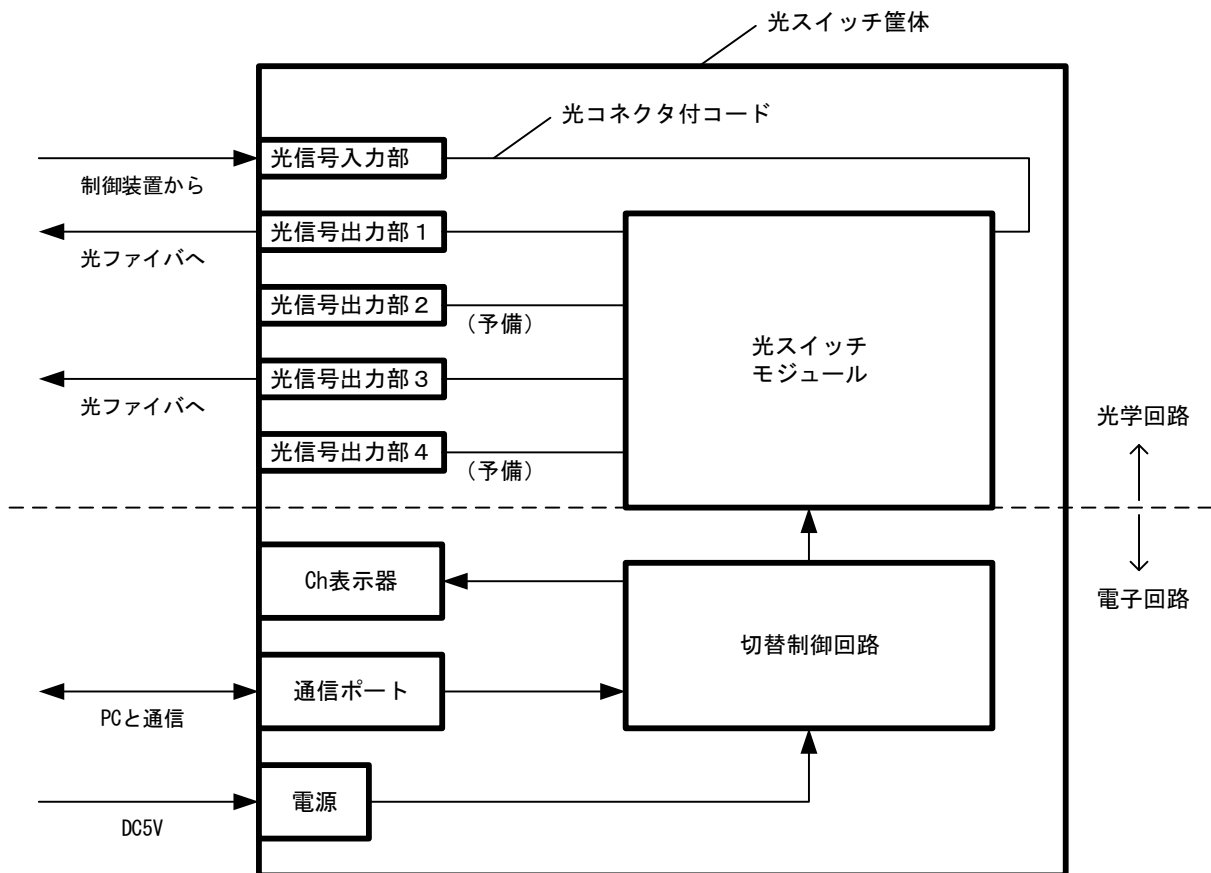 光スイッチ筐体
光コネクタ付コード
光信号入力部
制御装置から
光信号出力部1
光ファイバへ
光信号出力部2
(予備)
光スイッチ
モジュール
光信号出力部3
光ファイバへ
光学回路
光信号出力部4
(予備)
Ch表示器
電子回路
切替制御回路
通信ポート
PCと通信
電源
DC5V